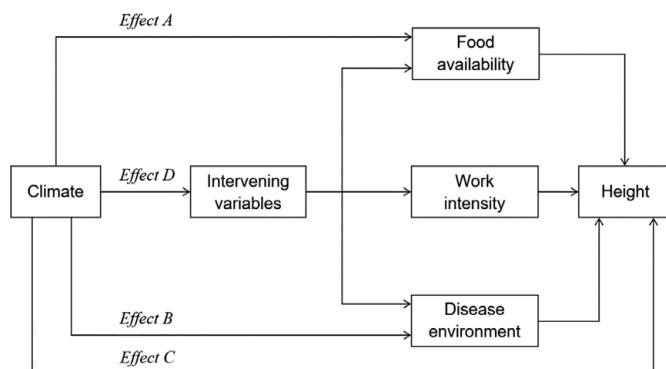 Effect A
Food
availability
Climate
Effect D
Intervening
variables
Work
intensity
Height
Effect B
Disease
environment
Effect C